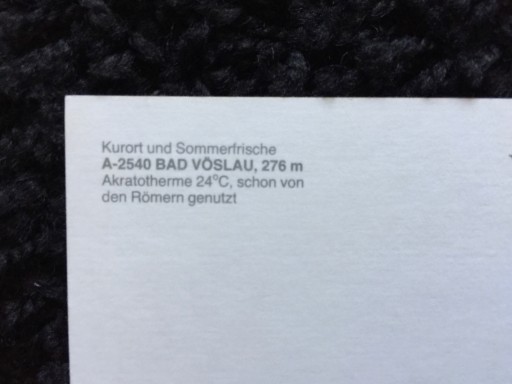 Kurort und Sommerfrische
A-2540 BAD VÖSLAU, 276 m
Akratotherme 24°C, schon von
den Römern genutzt